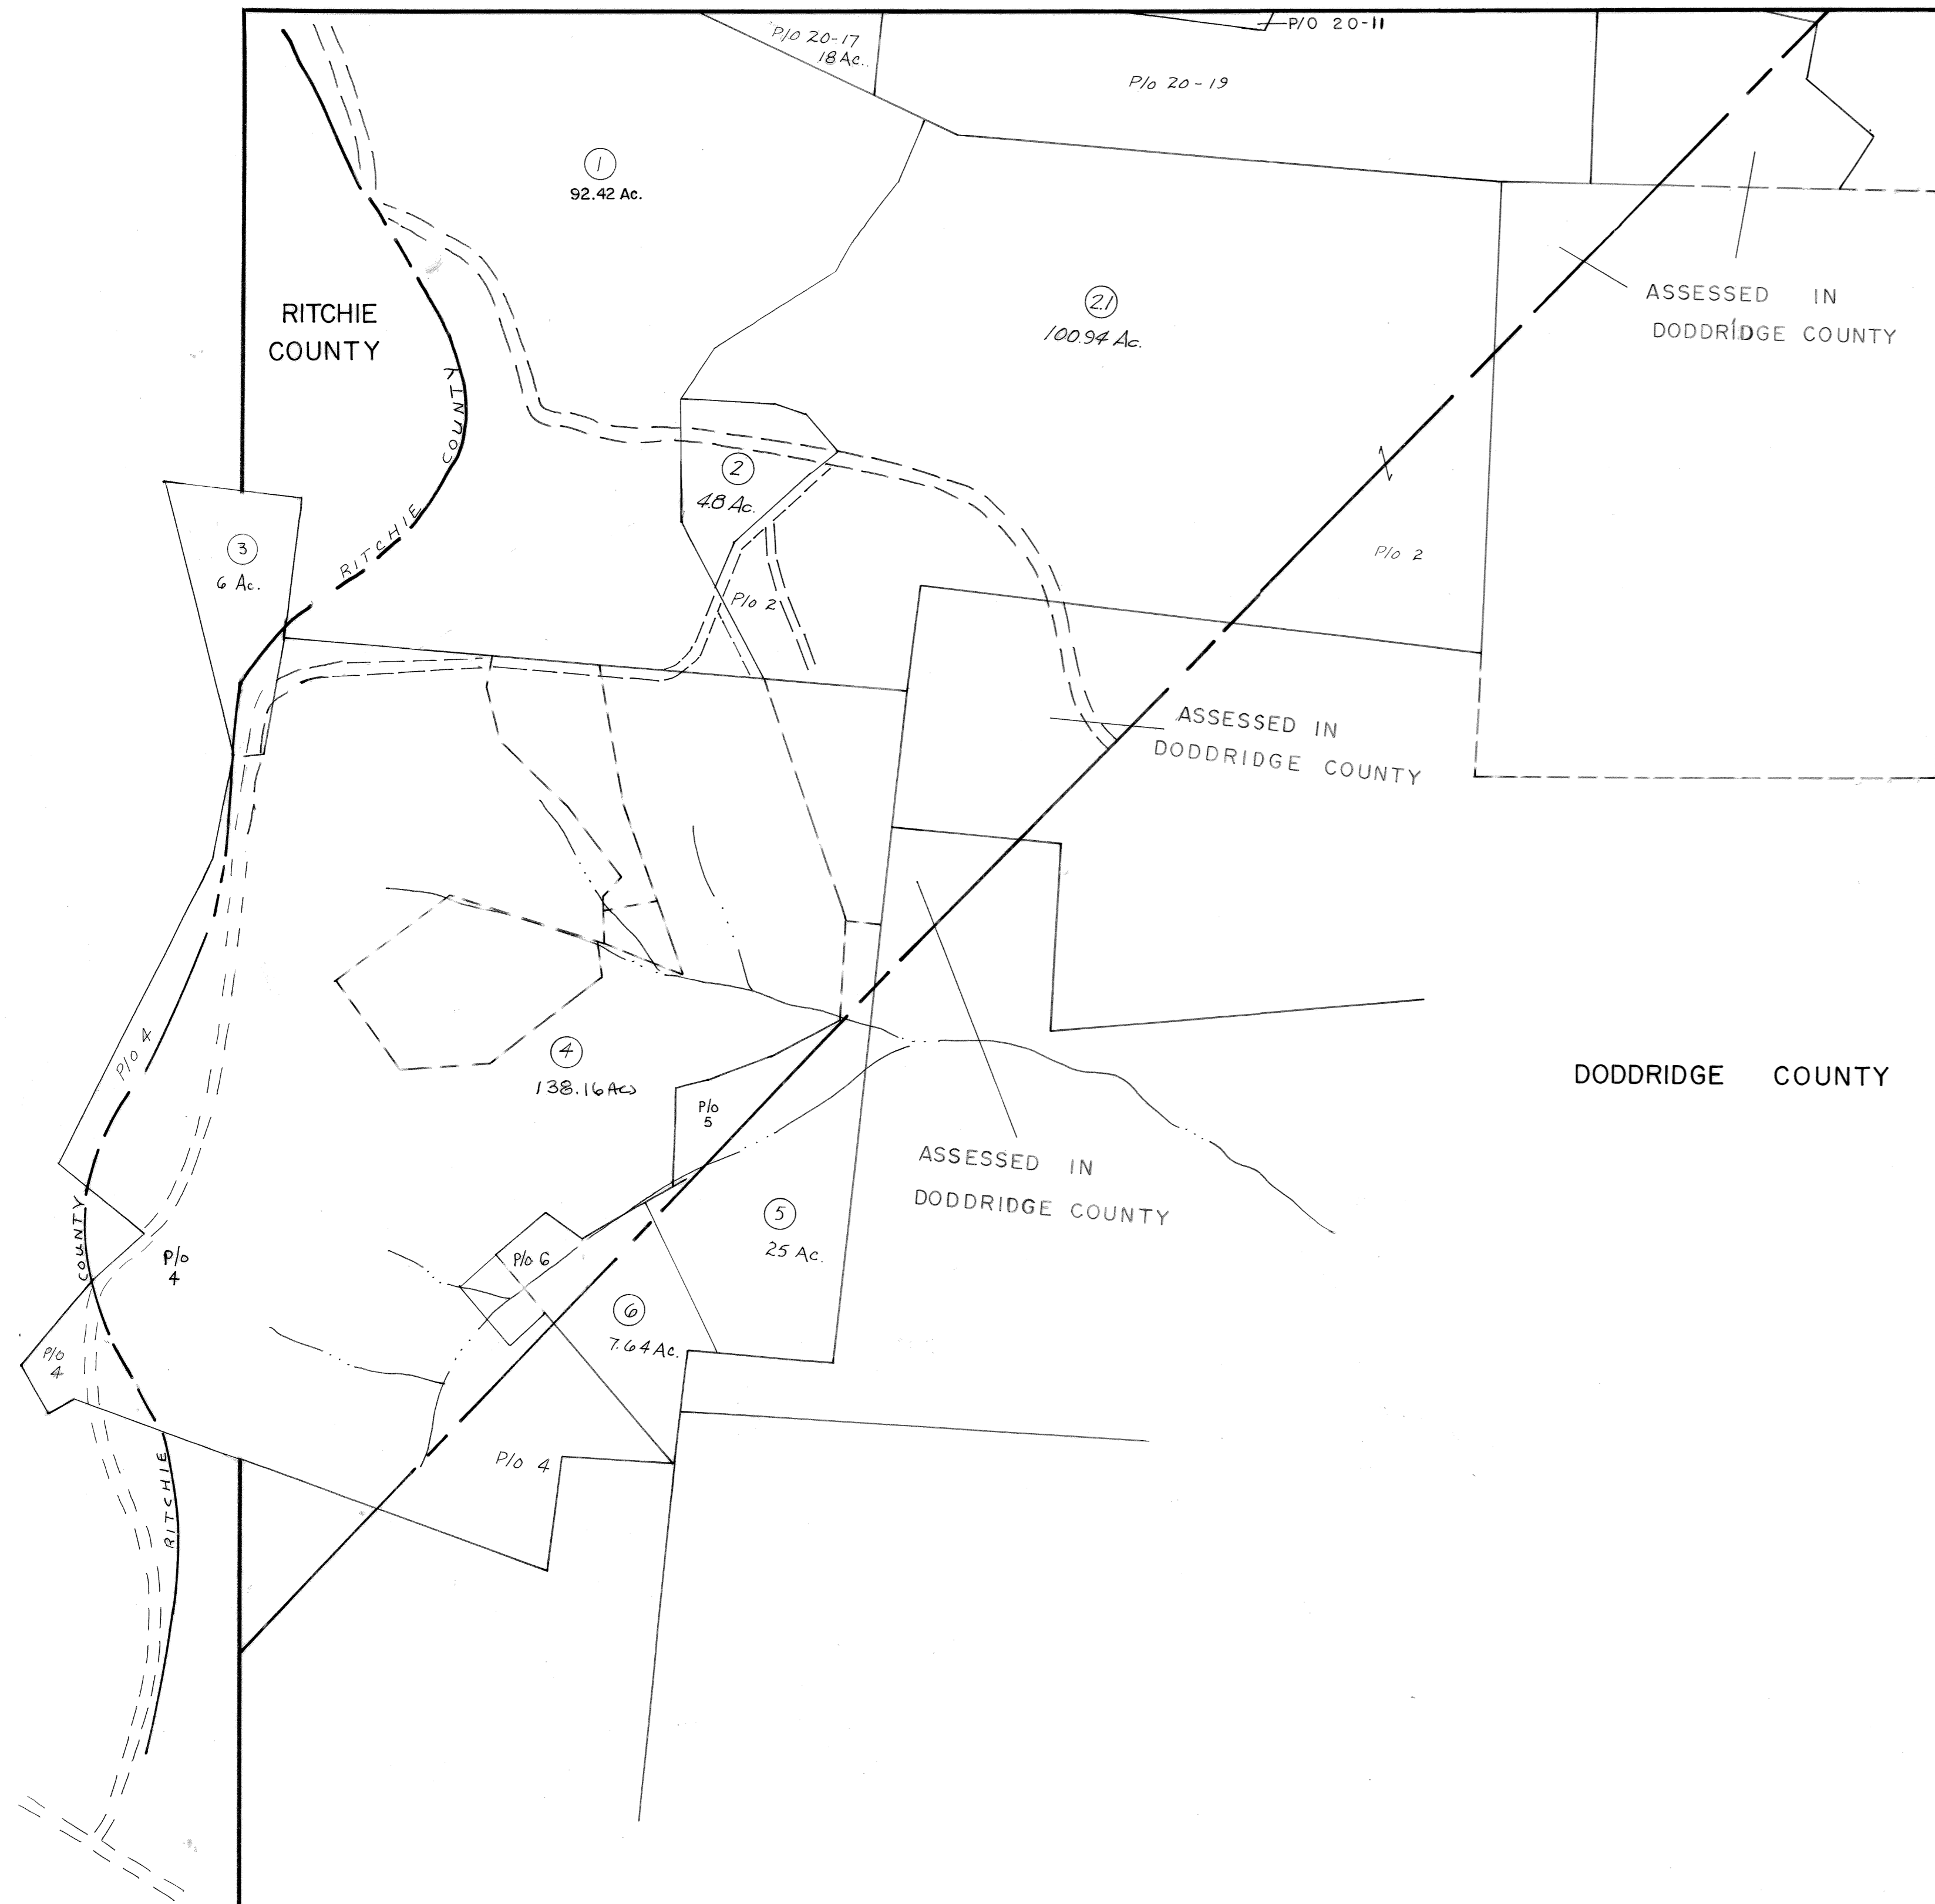 P/O 20-11
P/O 20-17
18 Ac.
P/O 20-19
1
92.42 Ac.
RITCHIE
COUNTY
2.1
100.94 Ac.
ASSESSED IN
DODDRIDGE COUNTY
COUNTY
RITCHIE
2
4.8 Ac.
3
6 Ac.
P/O 2
P/O 2
ASSESSED IN
DODDRIDGE COUNTY
P/O 4
4
138.16 Ac
P/O
5
DODDRIDGE COUNTY
ASSESSED IN
DODDRIDGE COUNTY
COUNTY
RITCHIE
P/O
4
5
25 Ac.
P/O 6
6
7.64 Ac.
P/O
4
P/O 4